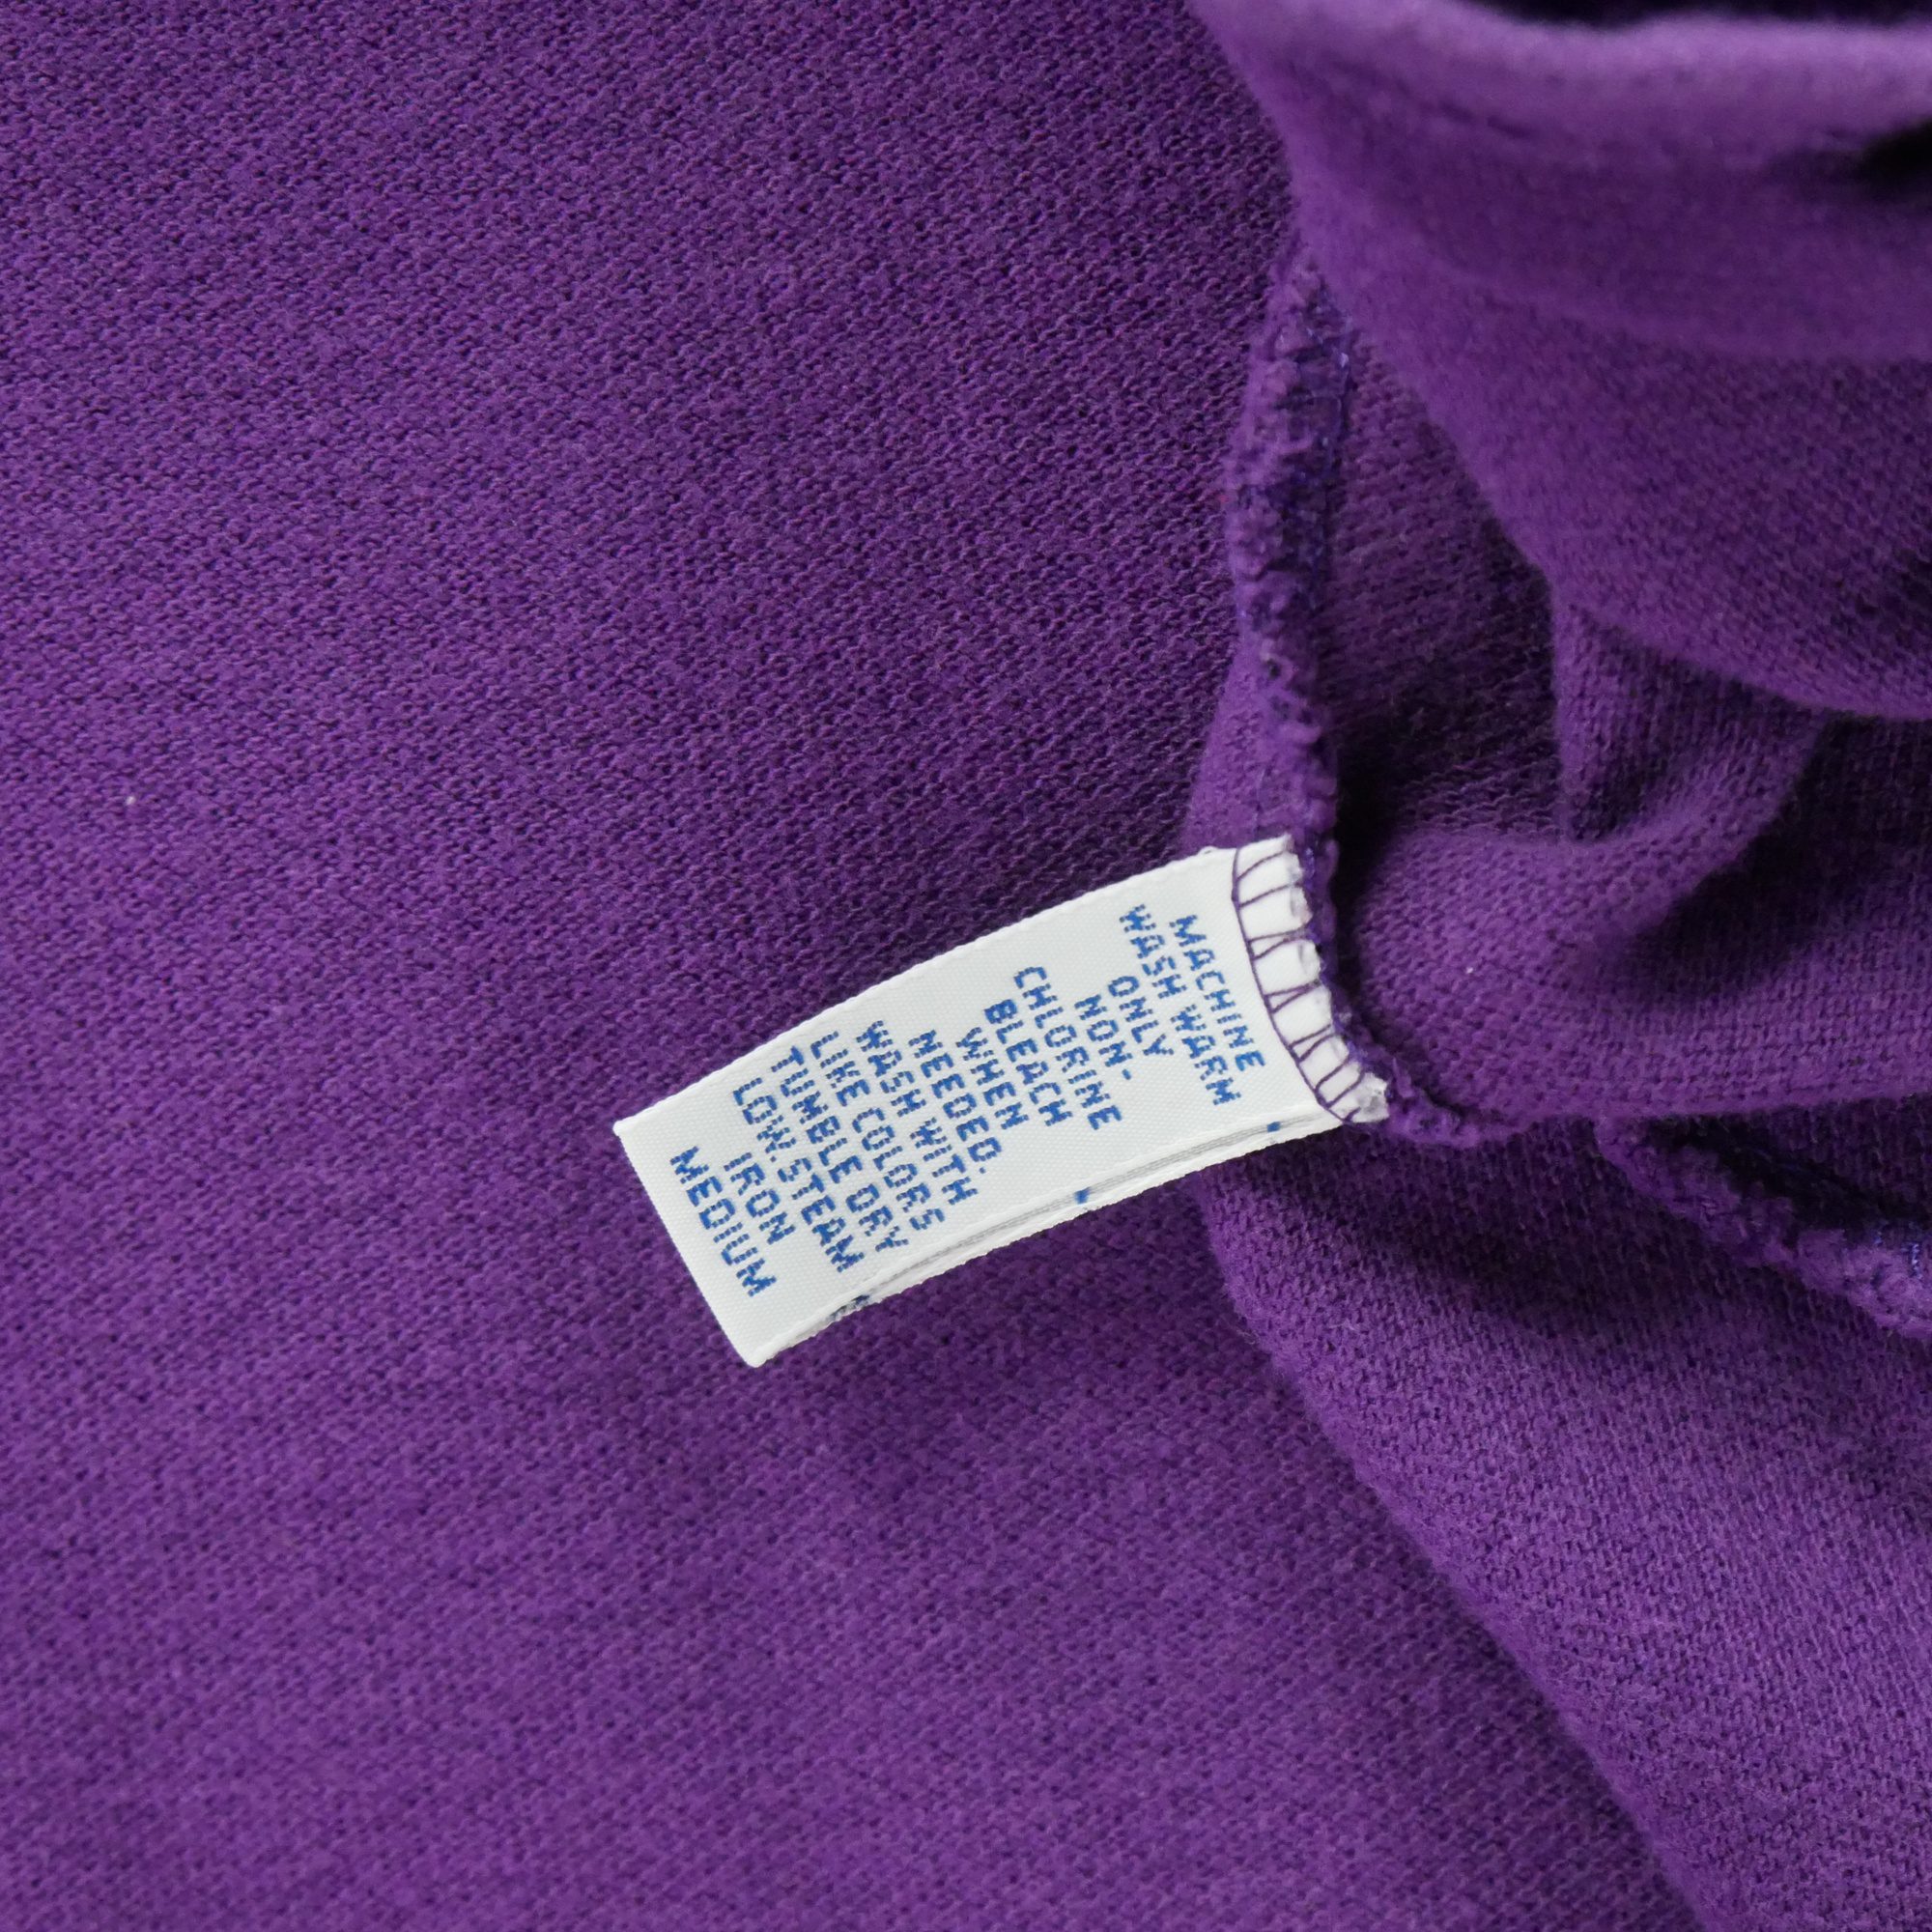 MACHINE
WASH WARM
ONLY
NON-
CHLORINE
BLEACH
WHEN
NEEDED.
WASH WITH
LIKE COLORS
TUMBLE DRY
LOW.STEAM
IRON
MEDIUM